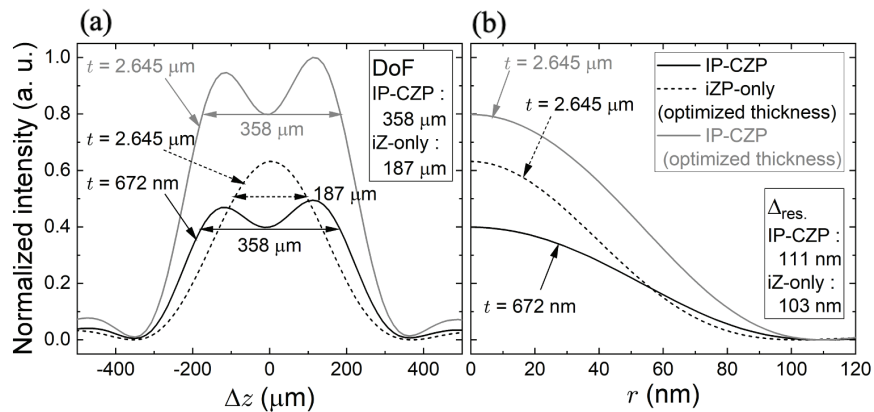 (a)
Normalized intensity (a. u.)
1.0
0.8
0.6
0.4
0.2
0.0
t = 2.645 μm
358 μm
t = 2.645 μm
t = 672 nm
187 μm
358 μm
DoF
IP-CZP :
358 μm
iZ-only :
187 μm
-400 -200 0 200 400
Δz (μm)
(b)
t = 2.645 μm
t = 2.645 μm
t = 672 nm
IP-CZP
iZP-only
(optimized thickness)
IP-CZP
(optimized thickness)
Δres.
IP-CZP :
111 nm
iZ-only :
103 nm
0 20 40 60 80 100 120
r (nm)